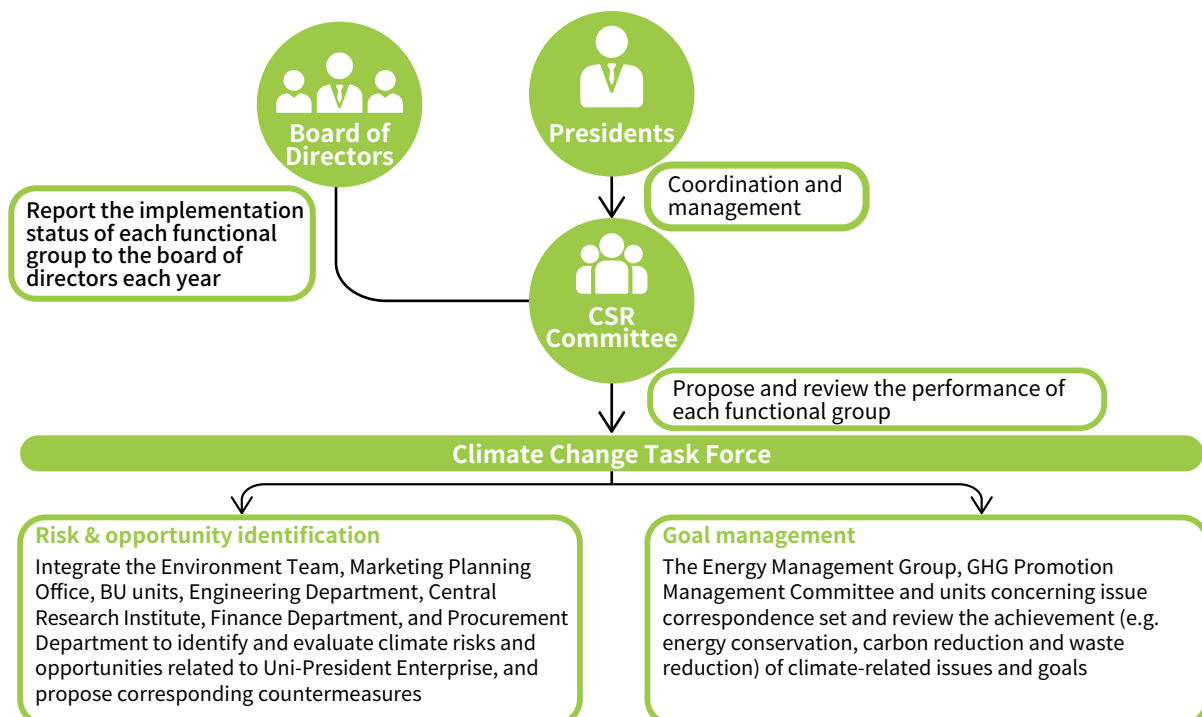 Board of
Directors
Presidents
Report the implementation
status of each functional
group to the board of
directors each year
Coordination and
management
CSR
Committee
Propose and review the performance of
each functional group
Climate Change Task Force
Risk & opportunity identification
Integrate the Environment Team, Marketing Planning
Office, BU units, Engineering Department, Central
Research Institute, Finance Department, and Procurement
Department to identify and evaluate climate risks and
opportunities related to Uni-President Enterprise, and
propose corresponding countermeasures
Goal management
The Energy Management Group, GHG Promotion
Management Committee and units concerning issue
correspondence set and review the achievement (e.g.
energy conservation, carbon reduction and waste
reduction) of climate-related issues and goals